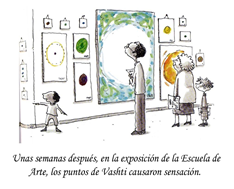 Unas semanas después, en la exposición de la Escuela de
Arte, los puntos de Vashti causaron sensación.